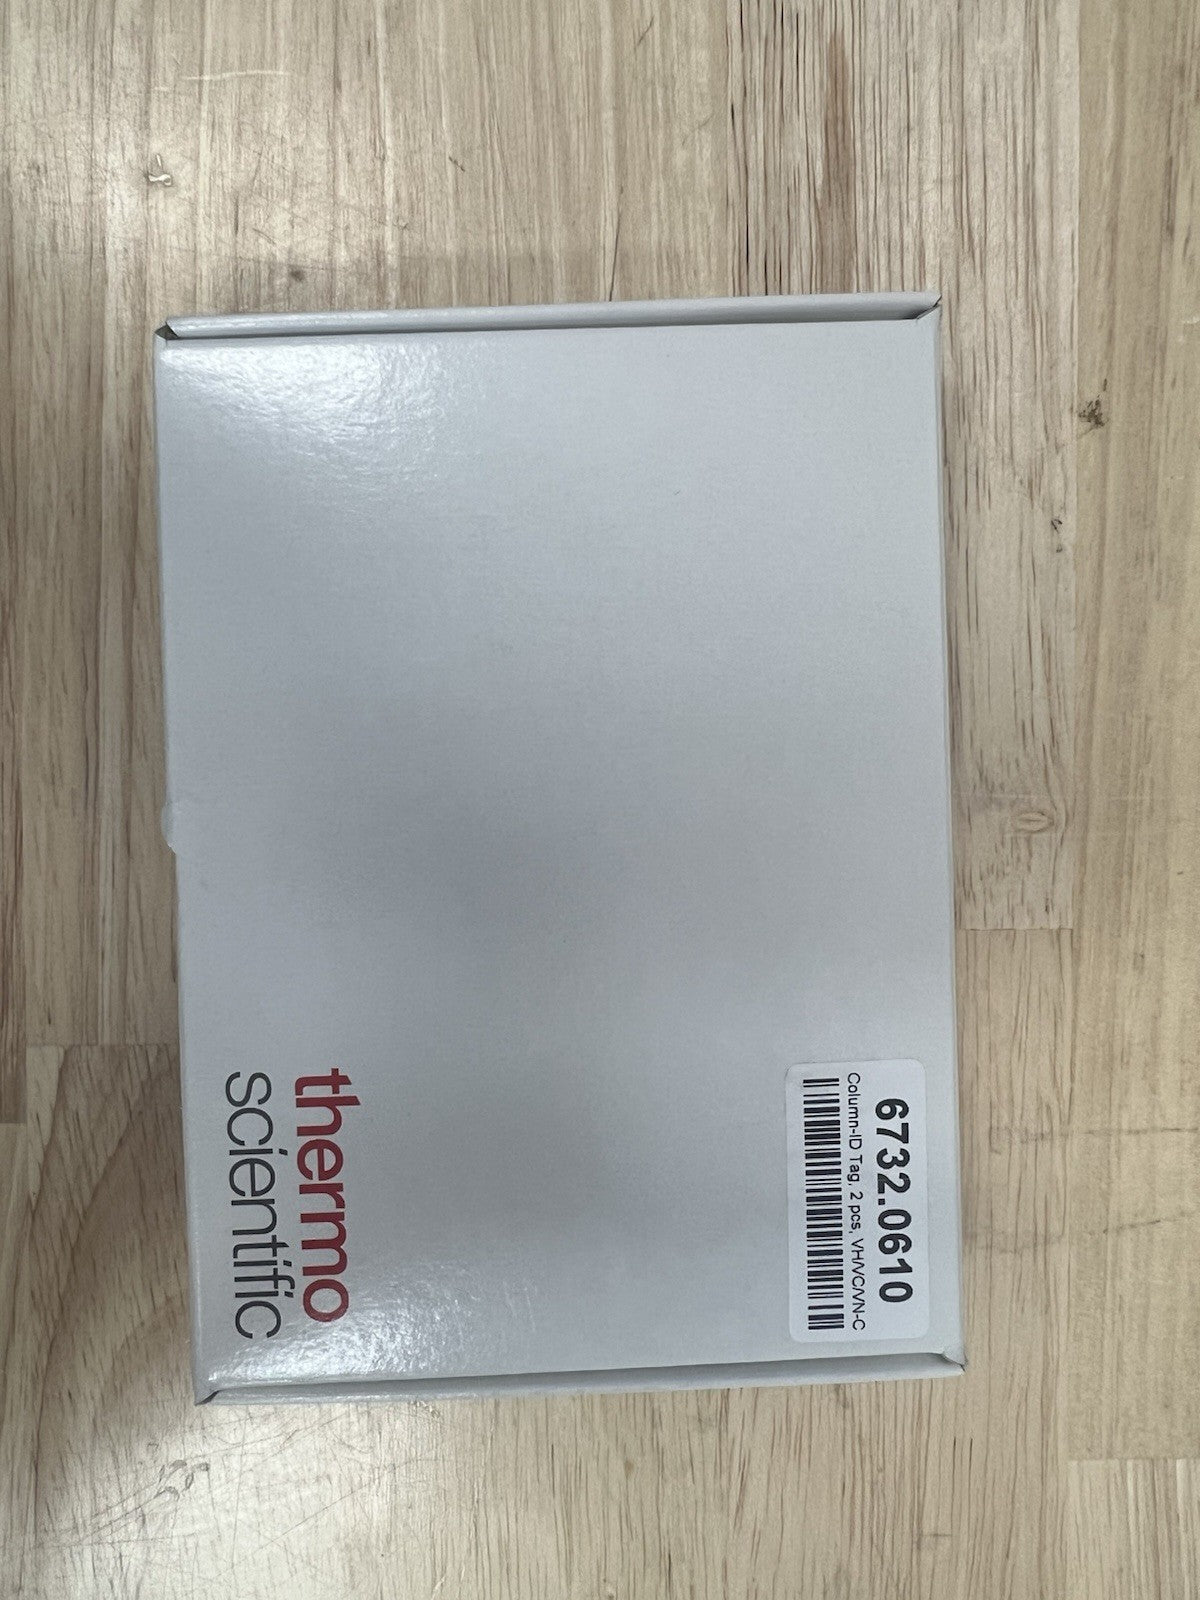 6732.0610
Column-ID Tag, 2 pcs, VH/VC/VN-C
thermo
scientific